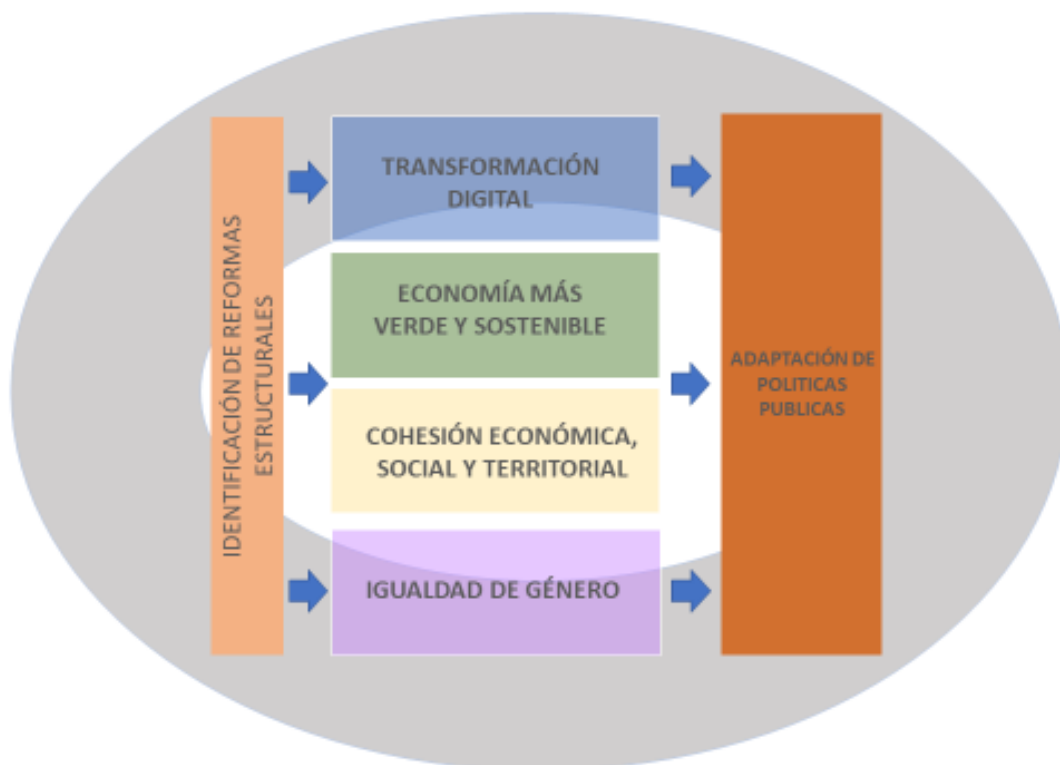 IDENTIFICACIÓN DE REFORMAS
ESTRUCTURALES
TRANSFORMACIÓN
DIGITAL
ECONOMÍA MÁS
VERDE Y SOSTENIBLE
COHESIÓN ECONÓMICA,
SOCIAL Y TERRITORIAL
IGUALDAD DE GÉNERO
ADAPTACIÓN DE
POLITICAS
PUBLICAS